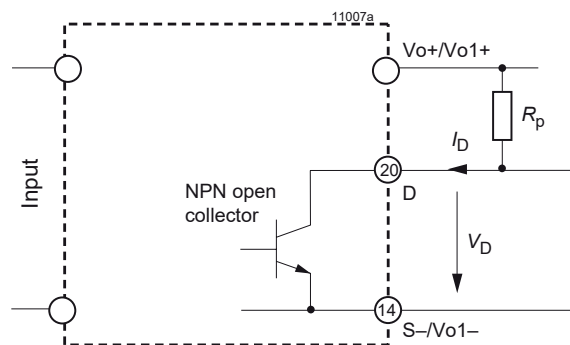 11007a
Vo+/Vo1+
Rp
ID
20
D
NPN open
collector
Input
VD
14
S–/Vo1–